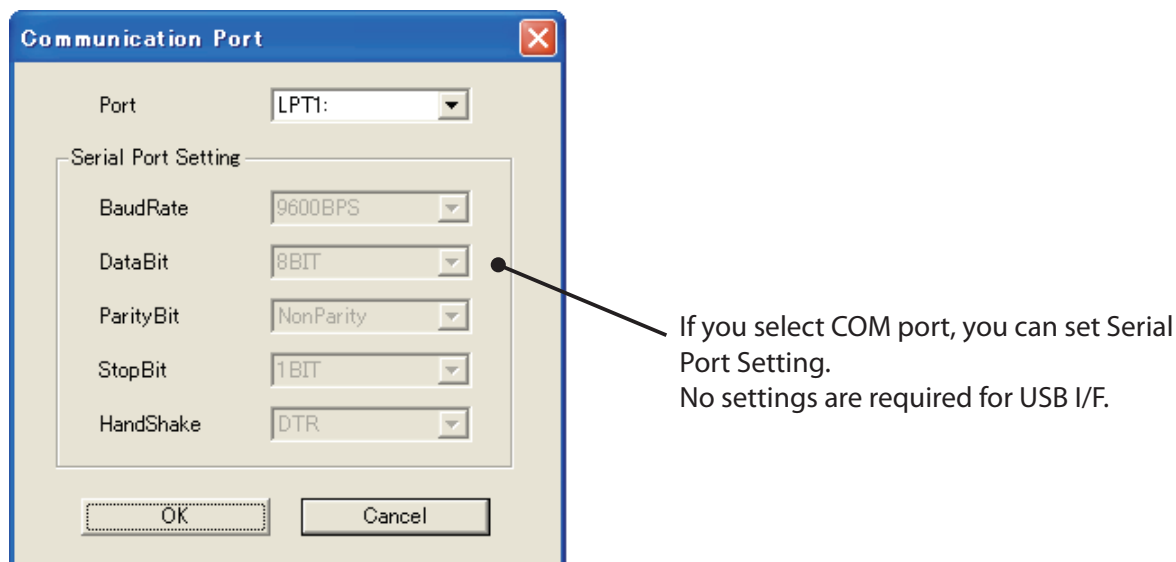 Communication Port
Port LPT1:
Serial Port Setting
BaudRate 9600BPS
DataBit 8BIT
ParityBit NonParity
StopBit 1BIT
HandShake DTR
OK Cancel
If you select COM port, you can set Serial
Port Setting.
No settings are required for USB I/F.